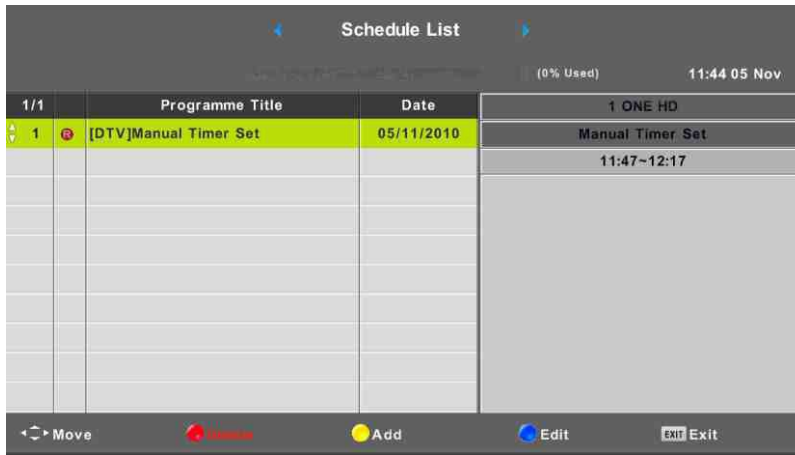 Schedule List
(0% Used) 11:44 05 Nov
1/1 Programme Title Date 1 ONE HD
1 R [DTV]Manual Timer Set 05/11/2010 Manual Timer Set
11:47~12:17
Move Delete Add Edit EXIT Exit